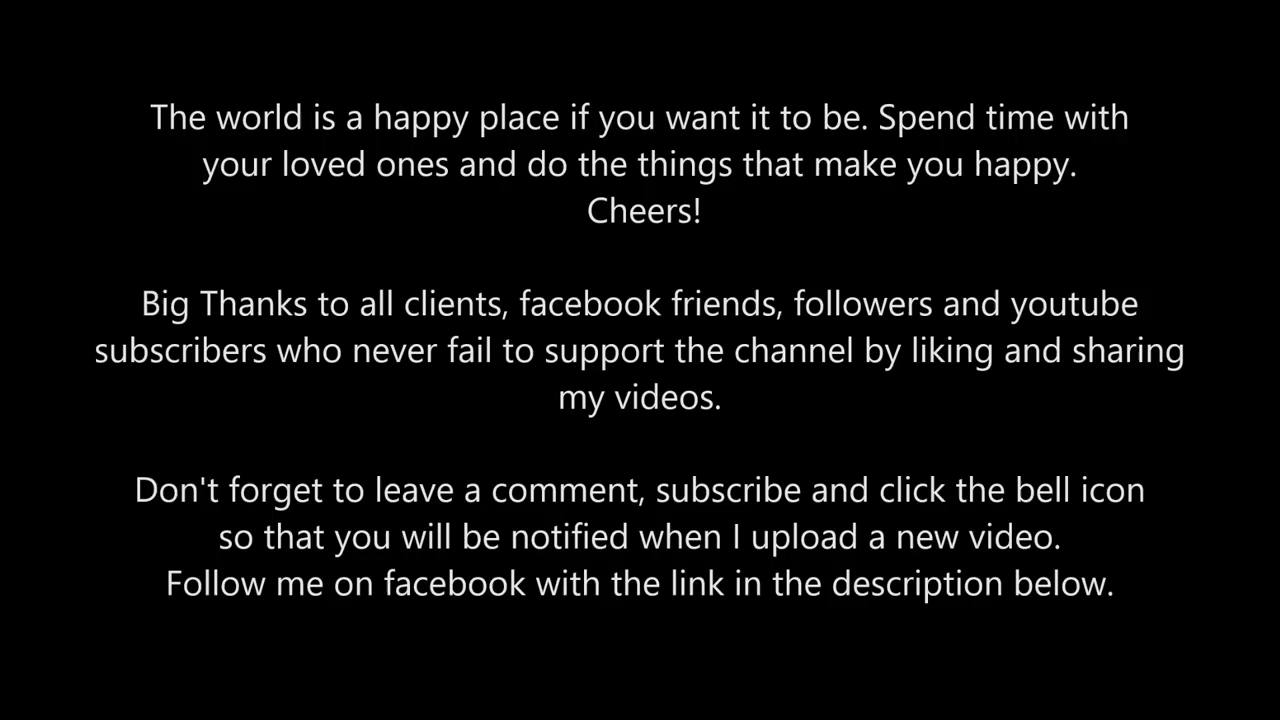 The world is a happy place if you want it to be. Spend time with
your loved ones and do the things that make you happy.
Cheers!
Big Thanks to all clients, facebook friends, followers and youtube
subscribers who never fail to support the channel by liking and sharing
my videos.
Don't forget to leave a comment, subscribe and click the bell icon
so that you will be notified when I upload a new video.
Follow me on facebook with the link in the description below.